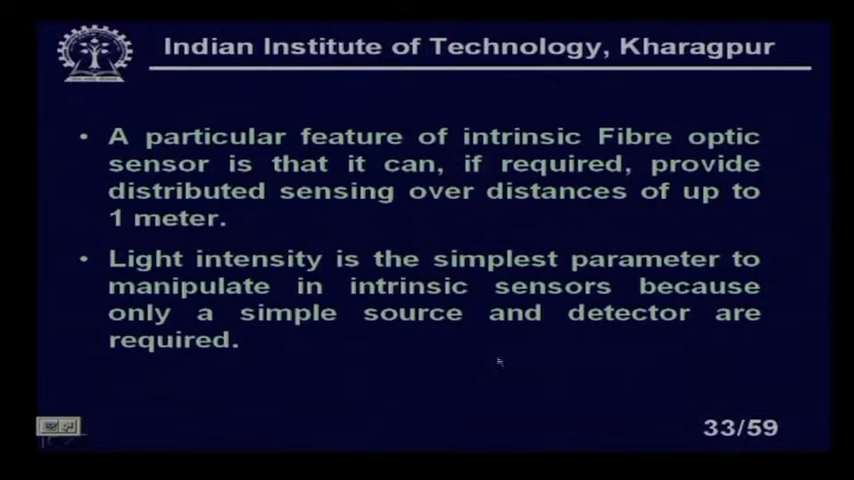 Indian Institute of Technology, Kharagpur
• A particular feature of intrinsic Fibre optic
sensor is that it can, if required, provide
distributed sensing over distances of up to
1 meter.
• Light intensity is the simplest parameter to
manipulate in intrinsic sensors because
only a simple source and detector are
required.
33/59